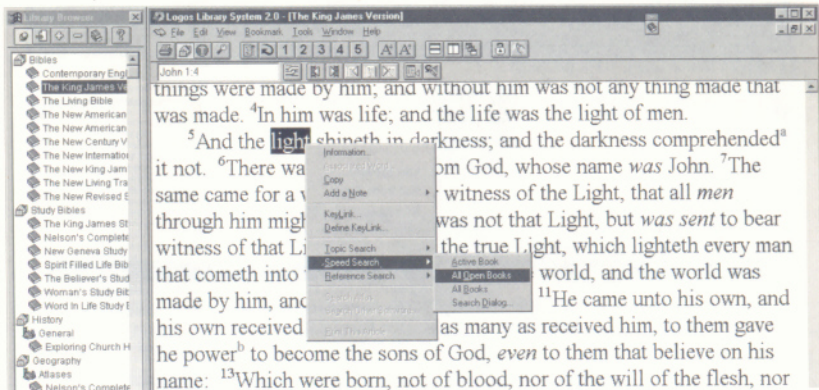 Library Browser
Logos Library System 2.0 - [The King James Version]
File Edit View Bookmark Tools Window Help
1 2 3 4 5
John 1:4
Bibles
Contemporary Engl
The King James Ve
The Living Bible
The New American
The New American
The New Century V
The New Internation
The New King Jam
The New Living Tra
The New Revised S
Study Bibles
The King James St
Nelson's Complete
New Geneva Study
Spirit Filled Life Bib
The Believer's Stud
Woman's Study Bib
Word In Life Study E
History
General
Exploring Church H
Geography
Atlases
Nelson's Complete
things were made by him; and without him was not any thing made that
was made. 4In him was life; and the life was the light of men.
5And the light shineth in darkness; and the darkness comprehendeda
it not. 6There wa om God, whose name was John. 7The
same came for a witness of the Light, that all men
through him migh was not that Light, but was sent to bear
witness of that Li the true Light, which lighteth every man
that cometh into world, and the world was
made by him, and 11He came unto his own, and
his own received as many as received him, to them gave
he powerb to become the sons of God, even to them that believe on his
name: 13Which were born, not of blood, nor of the will of the flesh, nor
Information...
Copy
Add a Note
KeyLink...
Define KeyLink...
Topic Search
Speed Search
Reference Search
Active Book
All Open Books
All Books
Search Dialog...